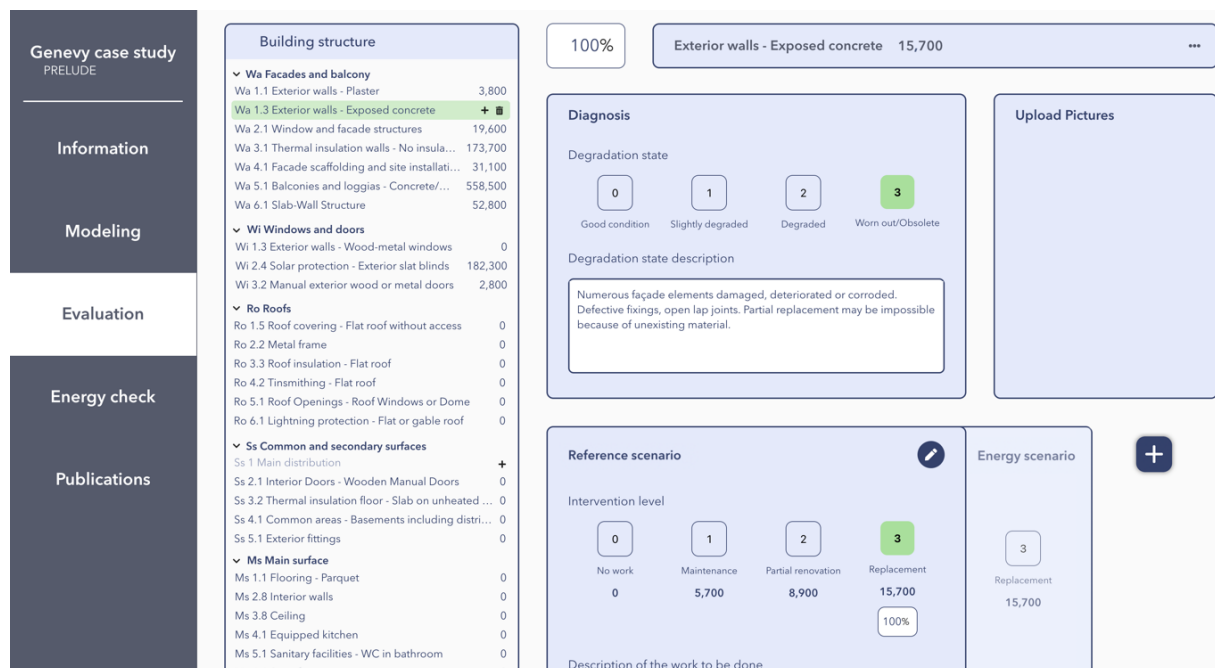 Genevy case study
PRELUDE
Information
Modeling
Evaluation
Energy check
Publications
Building structure
Wa Facades and balcony
Wa 1.1 Exterior walls - Plaster 3,800
Wa 1.3 Exterior walls - Exposed concrete
Wa 2.1 Window and facade structures 19,600
Wa 3.1 Thermal insulation walls - No insula... 173,700
Wa 4.1 Facade scaffolding and site installati... 31,100
Wa 5.1 Balconies and loggias - Concrete/... 558,500
Wa 6.1 Slab-Wall Structure 52,800
Wi Windows and doors
Wi 1.3 Exterior walls - Wood-metal windows 0
Wi 2.4 Solar protection - Exterior slat blinds 182,300
Wi 3.2 Manual exterior wood or metal doors 2,800
Ro Roofs
Ro 1.5 Roof covering - Flat roof without access 0
Ro 2.2 Metal frame 0
Ro 3.3 Roof insulation - Flat roof 0
Ro 4.2 Tinsmithing - Flat roof 0
Ro 5.1 Roof Openings - Roof Windows or Dome 0
Ro 6.1 Lightning protection - Flat or gable roof 0
Ss Common and secondary surfaces
Ss 1 Main distribution
Ss 2.1 Interior Doors - Wooden Manual Doors 0
Ss 3.2 Thermal insulation floor - Slab on unheated ... 0
Ss 4.1 Common areas - Basements including distri... 0
Ss 5.1 Exterior fittings 0
Ms Main surface
Ms 1.1 Flooring - Parquet 0
Ms 2.8 Interior walls 0
Ms 3.8 Ceiling 0
Ms 4.1 Equipped kitchen 0
Ms 5.1 Sanitary facilities - WC in bathroom 0
100%
Exterior walls - Exposed concrete 15,700
Diagnosis
Degradation state
0 1 2 3
Good condition Slightly degraded Degraded Worn out/Obsolete
Degradation state description
Numerous façade elements damaged, deteriorated or corroded.
Defective fixings, open lap joints. Partial replacement may be impossible
because of unexisting material.
Upload Pictures
Reference scenario
Intervention level
0 1 2 3
No work Maintenance Partial renovation Replacement
0 5,700 8,900 15,700
100%
Description of the work to be done
Energy scenario
3
Replacement
15,700